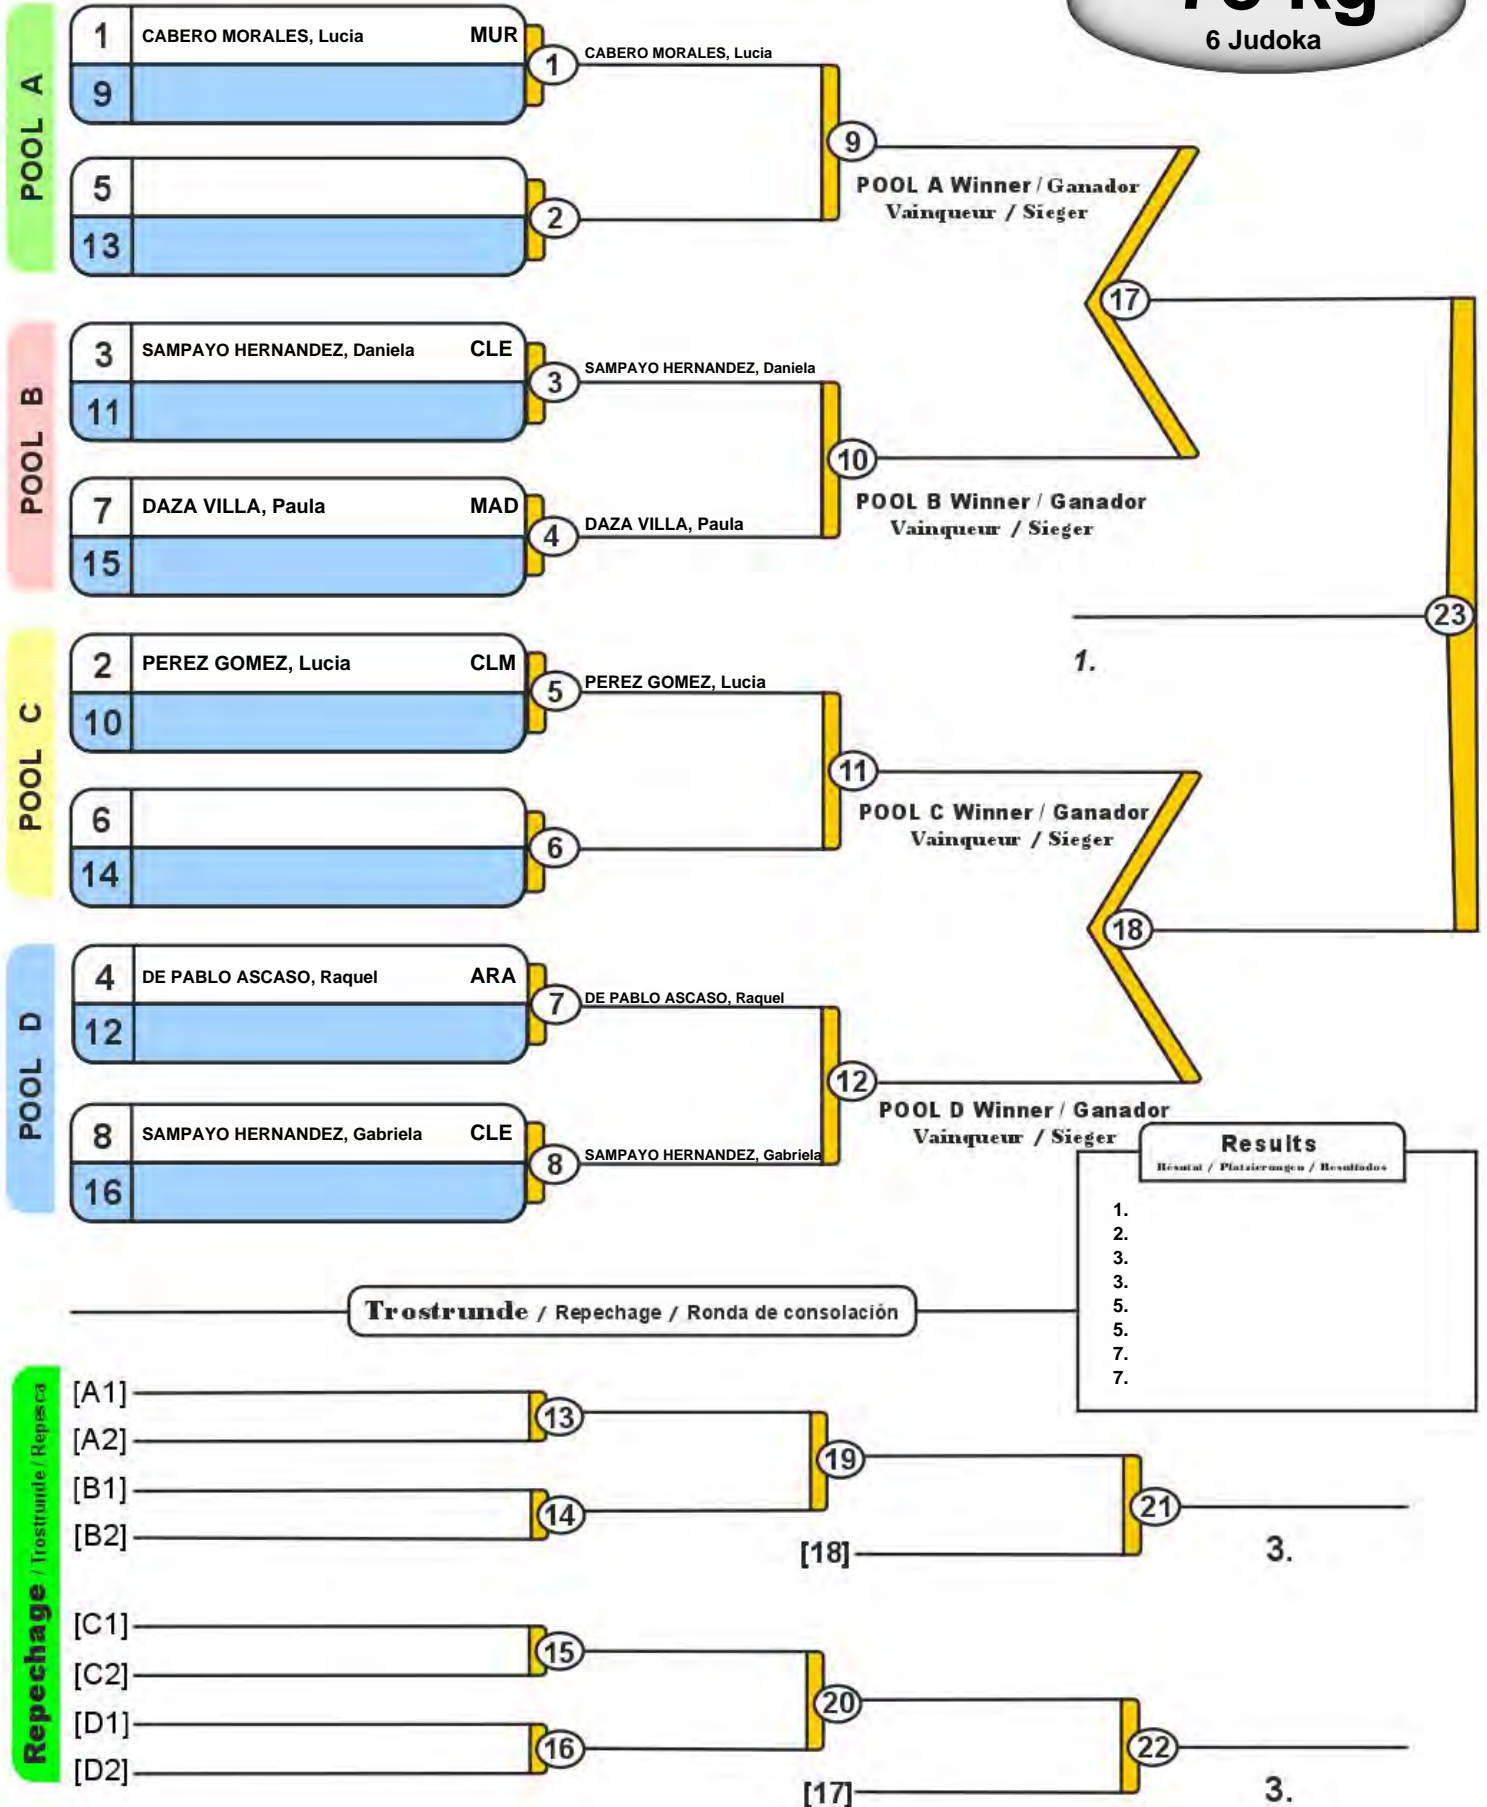 6 Judoka
POOL A
1 CABERO MORALES, Lucia MUR
9
1 CABERO MORALES, Lucia
5
13
2
9
POOL A Winner / Ganador
Vainqueur / Sieger
POOL B
3 SAMPAYO HERNANDEZ, Daniela CLE
11
3 SAMPAYO HERNANDEZ, Daniela
7 DAZA VILLA, Paula MAD
15
4 DAZA VILLA, Paula
10
POOL B Winner / Ganador
Vainqueur / Sieger
17
23
1.
POOL C
2 PEREZ GOMEZ, Lucia CLM
10
5 PEREZ GOMEZ, Lucia
6
14
6
11
POOL C Winner / Ganador
Vainqueur / Sieger
POOL D
4 DE PABLO ASCASO, Raquel ARA
12
7 DE PABLO ASCASO, Raquel
8 SAMPAYO HERNANDEZ, Gabriela CLE
16
8 SAMPAYO HERNANDEZ, Gabriela
12
POOL D Winner / Ganador
Vainqueur / Sieger
18
Results
Résutat / Platzierungen / Resultados
1.
2.
3.
3.
5.
5.
7.
7.
Trostrunde / Repechage / Ronda de consolación
Repechage / Trostrunde / Repesca
[A1]
13
[A2]
[B1]
14
[B2]
19
[18]
21
3.
[C1]
15
[C2]
[D1]
16
[D2]
20
[17]
22
3.